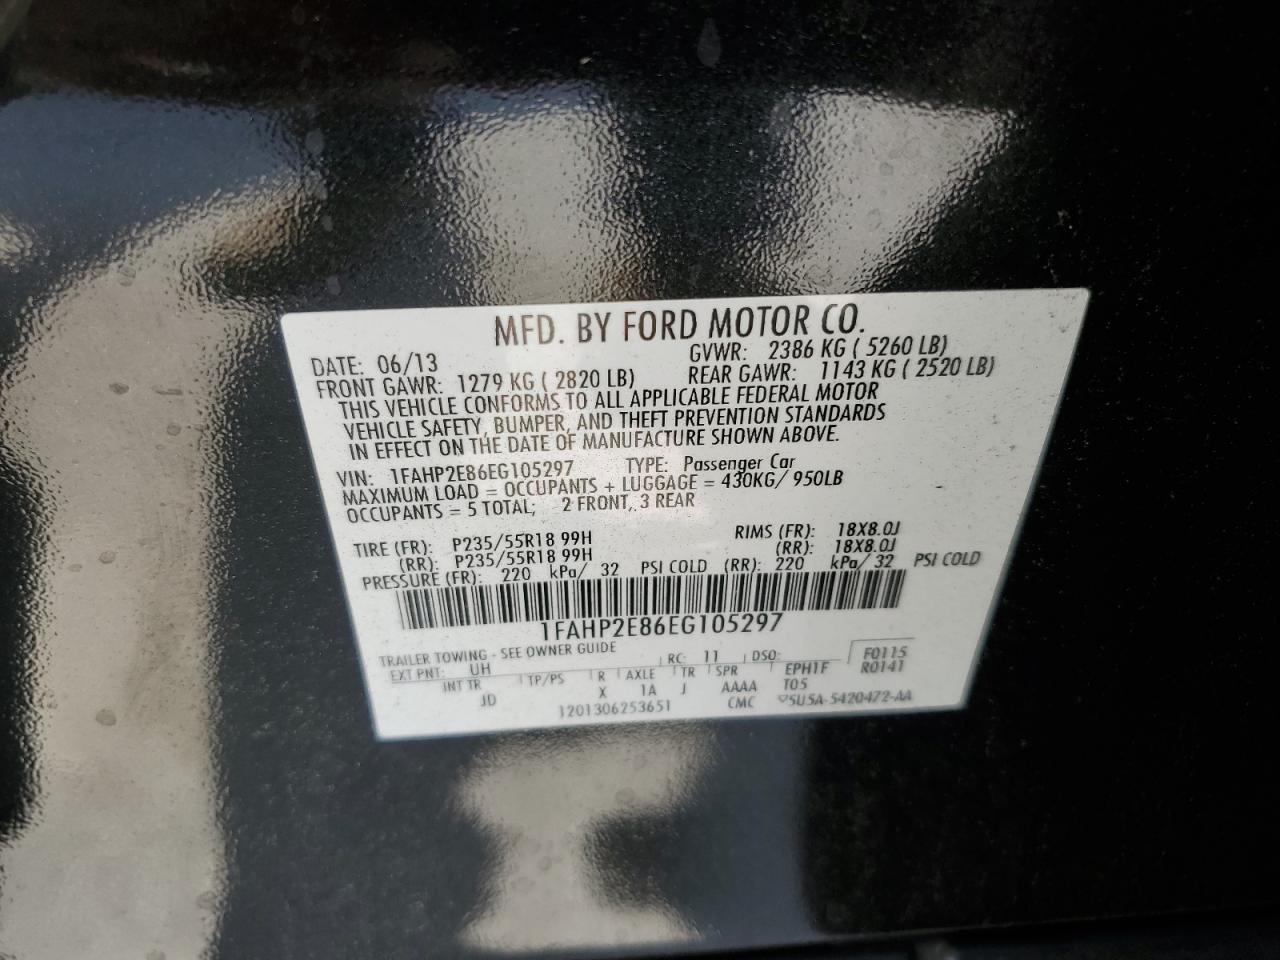 MFD. BY FORD MOTOR CO.
DATE: 06/13 GVWR: 2386 KG ( 5260 LB)
FRONT GAWR: 1279 KG ( 2820 LB) REAR GAWR: 1143 KG ( 2520 LB)
THIS VEHICLE CONFORMS TO ALL APPLICABLE FEDERAL MOTOR
VEHICLE SAFETY, BUMPER, AND THEFT PREVENTION STANDARDS
IN EFFECT ON THE DATE OF MANUFACTURE SHOWN ABOVE.
VIN: 1FAHP2E86EG105297 TYPE: Passenger Car
MAXIMUM LOAD = OCCUPANTS + LUGGAGE = 430KG/ 950LB
OCCUPANTS = 5 TOTAL; 2 FRONT, 3 REAR
TIRE (FR): P235/55R18 99H RIMS (FR): 18X8.0J
(RR): P235/55R18 99H (RR): 18X8.0J
PRESSURE (FR): 220 kPa/ 32 PSI COLD (RR): 220 kPa/ 32 PSI COLD
1FAHP2E86EG105297
TRAILER TOWING - SEE OWNER GUIDE
EXT PNT: UH RC: 11 DSO: F0115
R0141
INT TR TP/PS R AXLE TR SPR EPH1F
JD X 1A J AAAA T05
1201306253651 CMC 5U5A-5420472-AA